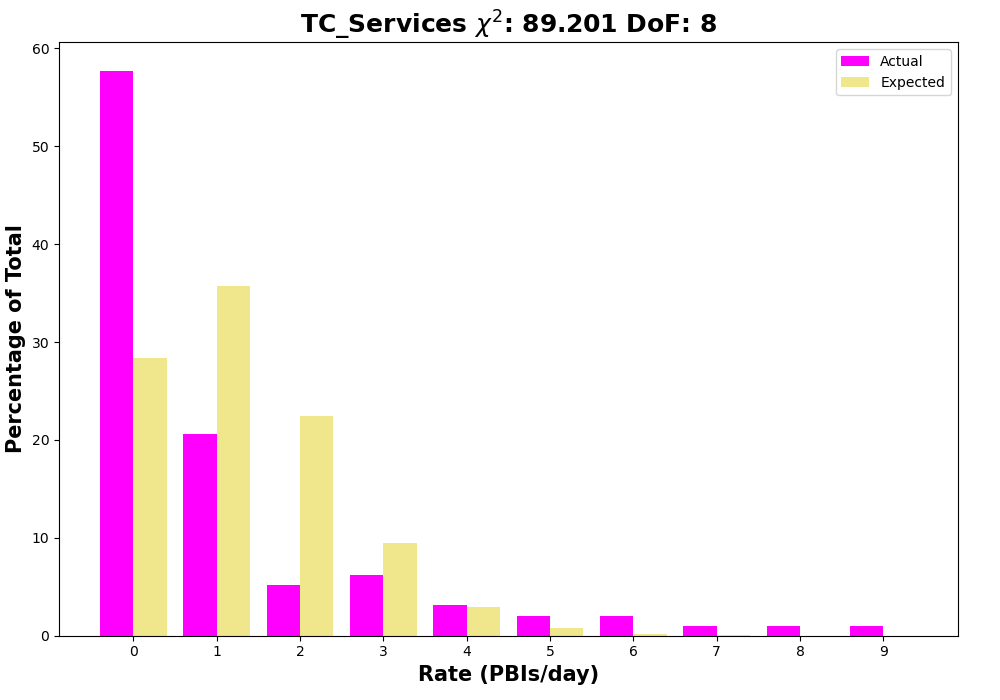 TC_Services χ²: 89.201 DoF: 8
Actual
Expected
Percentage of Total
60
50
40
30
20
10
0
0 1 2 3 4 5 6 7 8 9
Rate (PBIs/day)